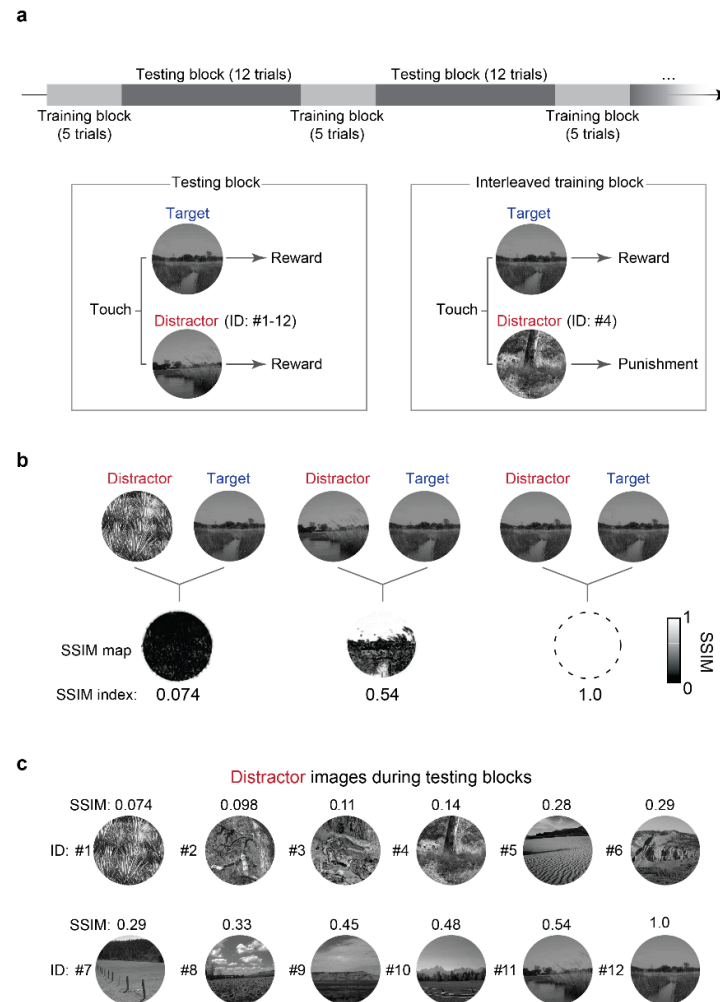 a
Testing block (12 trials) Testing block (12 trials) ...
Training block (5 trials) Training block (5 trials) Training block (5 trials)
Testing block
Target
Reward
Touch
Distractor (ID: #1-12)
Reward
Interleaved training block
Target
Reward
Touch
Distractor (ID: #4)
Punishment
b
Distractor Target Distractor Target Distractor Target
SSIM map
1
SSIM
0
SSIM index: 0.074 0.54 1.0
c
Distractor images during testing blocks
SSIM: 0.074 0.098 0.11 0.14 0.28 0.29
ID: #1 #2 #3 #4 #5 #6
SSIM: 0.29 0.33 0.45 0.48 0.54 1.0
ID: #7 #8 #9 #10 #11 #12